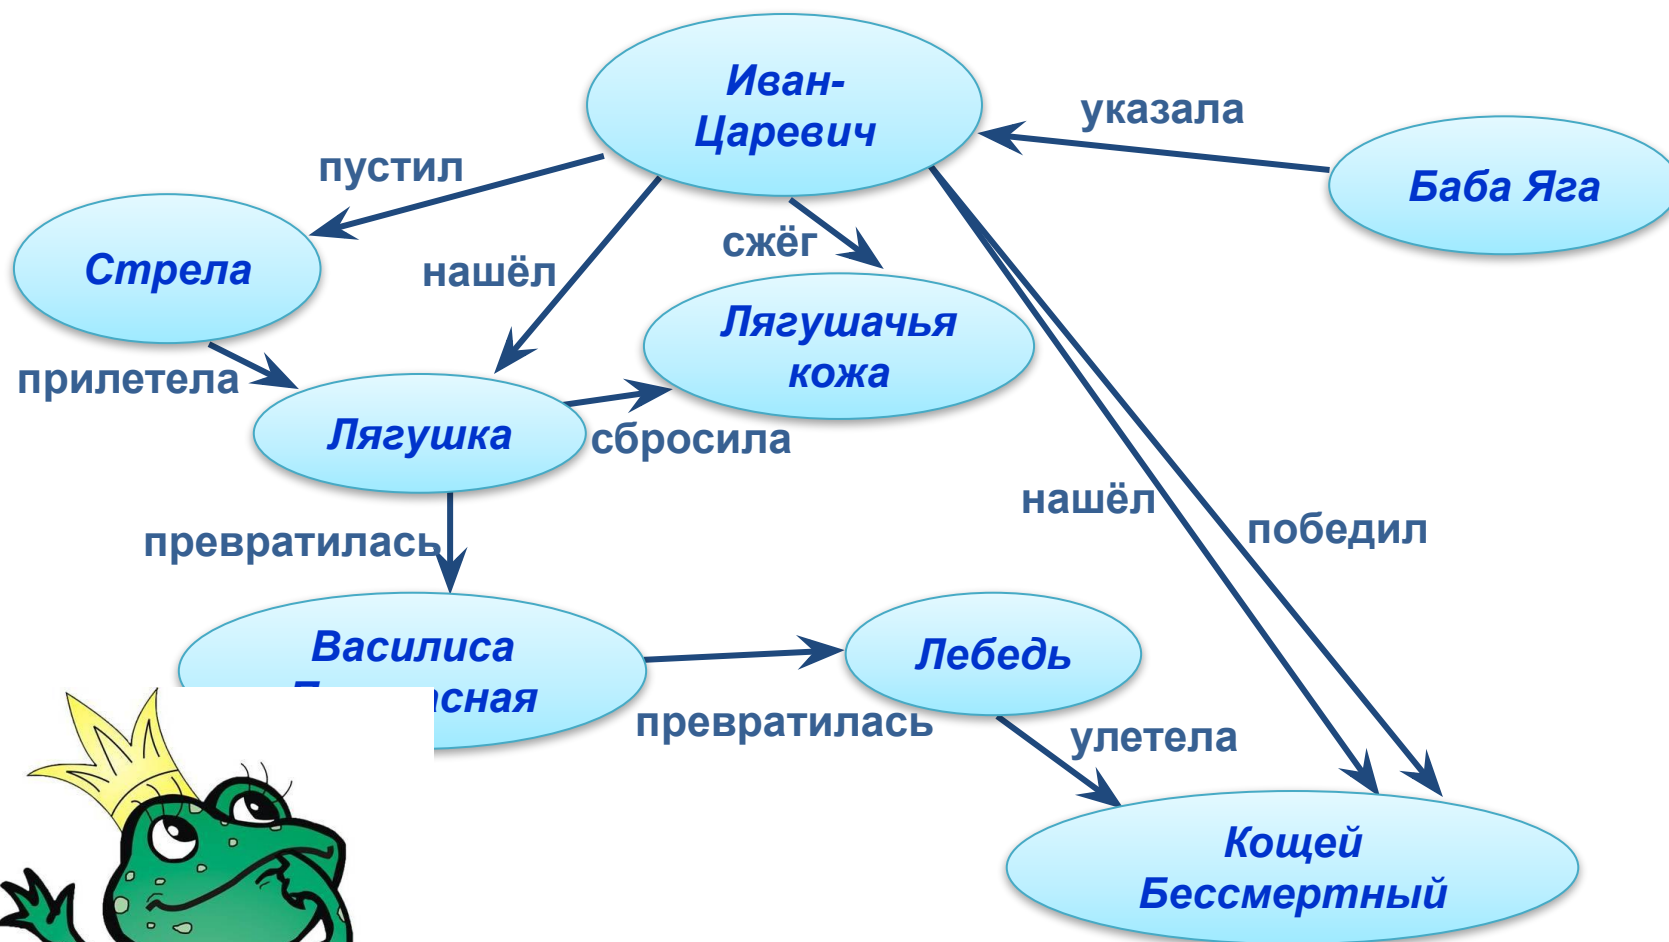 Иван-
Царевич
указала
Баба Яга
пустил
Стрела
нашёл
сжёг
Лягушачья
кожа
прилетела
Лягушка
сбросила
нашёл
победил
превратилась
Василиса
сная
Лебедь
превратилась
улетела
Кощей
Бессмертный